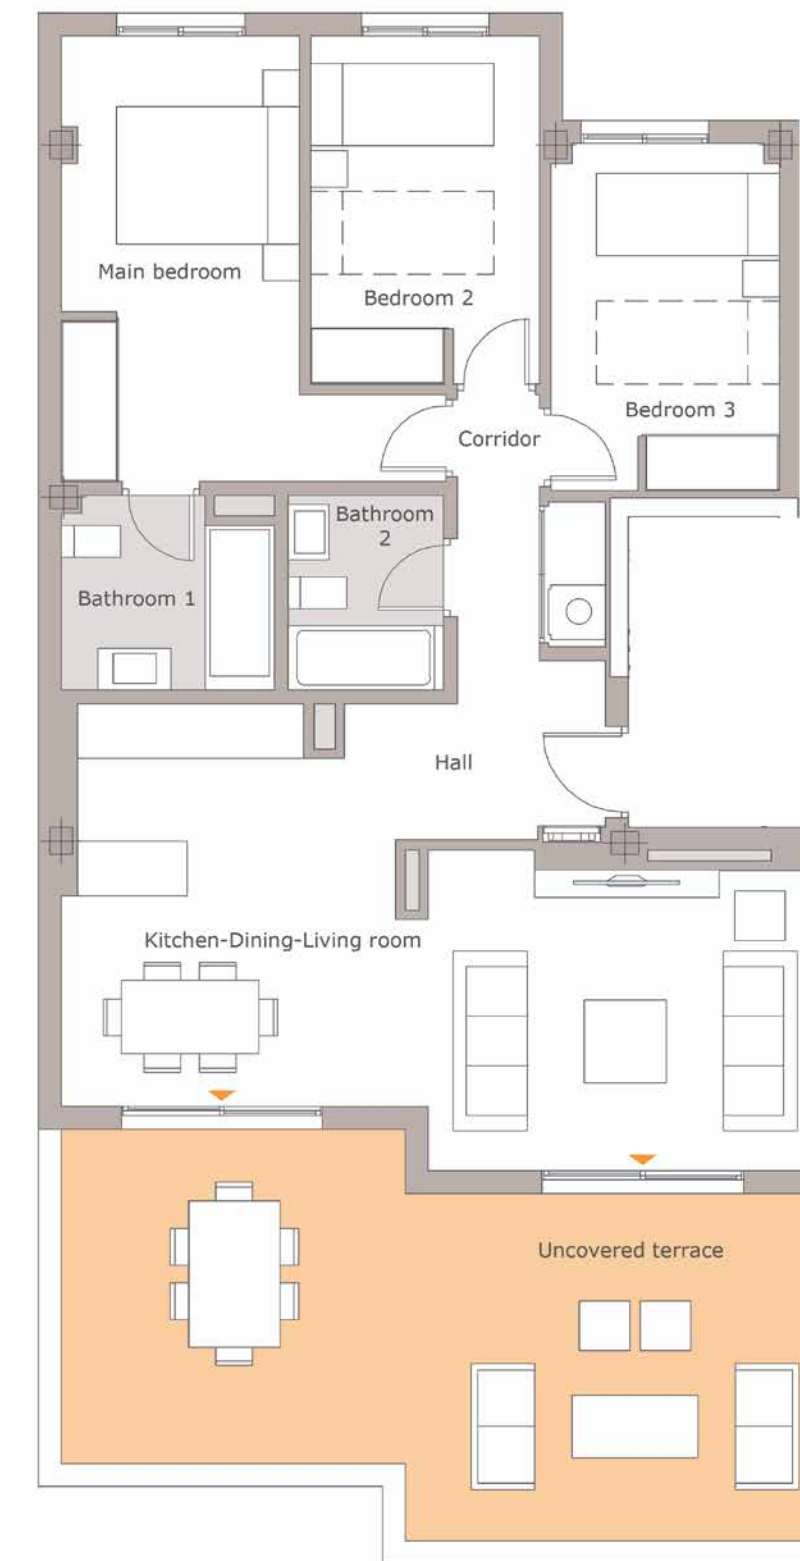 Main bedroom
Bedroom 2
Bedroom 3
Corridor
Bathroom
2
Bathroom 1
Hall
Kitchen-Dining-Living room
Uncovered terrace